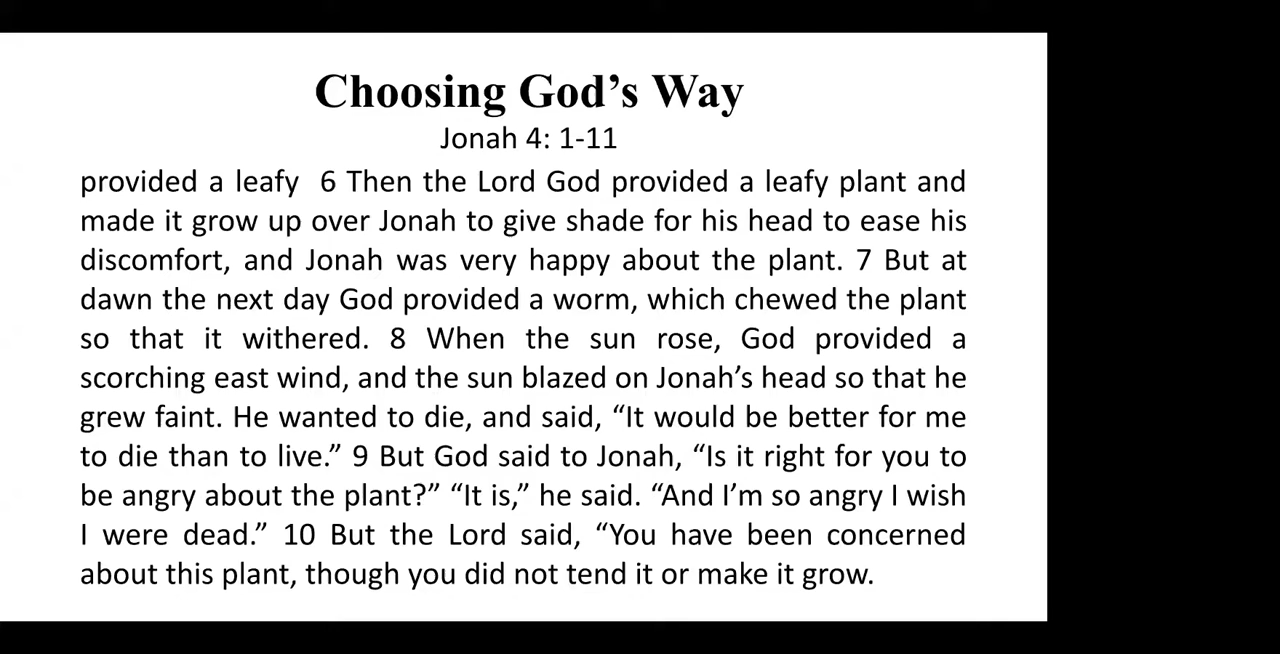 Choosing God’s Way
Jonah 4: 1-11
provided a leafy 6 Then the Lord God provided a leafy plant and
made it grow up over Jonah to give shade for his head to ease his
discomfort, and Jonah was very happy about the plant. 7 But at
dawn the next day God provided a worm, which chewed the plant
so that it withered. 8 When the sun rose, God provided a
scorching east wind, and the sun blazed on Jonah’s head so that he
grew faint. He wanted to die, and said, “It would be better for me
to die than to live.” 9 But God said to Jonah, “Is it right for you to
be angry about the plant?” “It is,” he said. “And I’m so angry I wish
I were dead.” 10 But the Lord said, “You have been concerned
about this plant, though you did not tend it or make it grow.